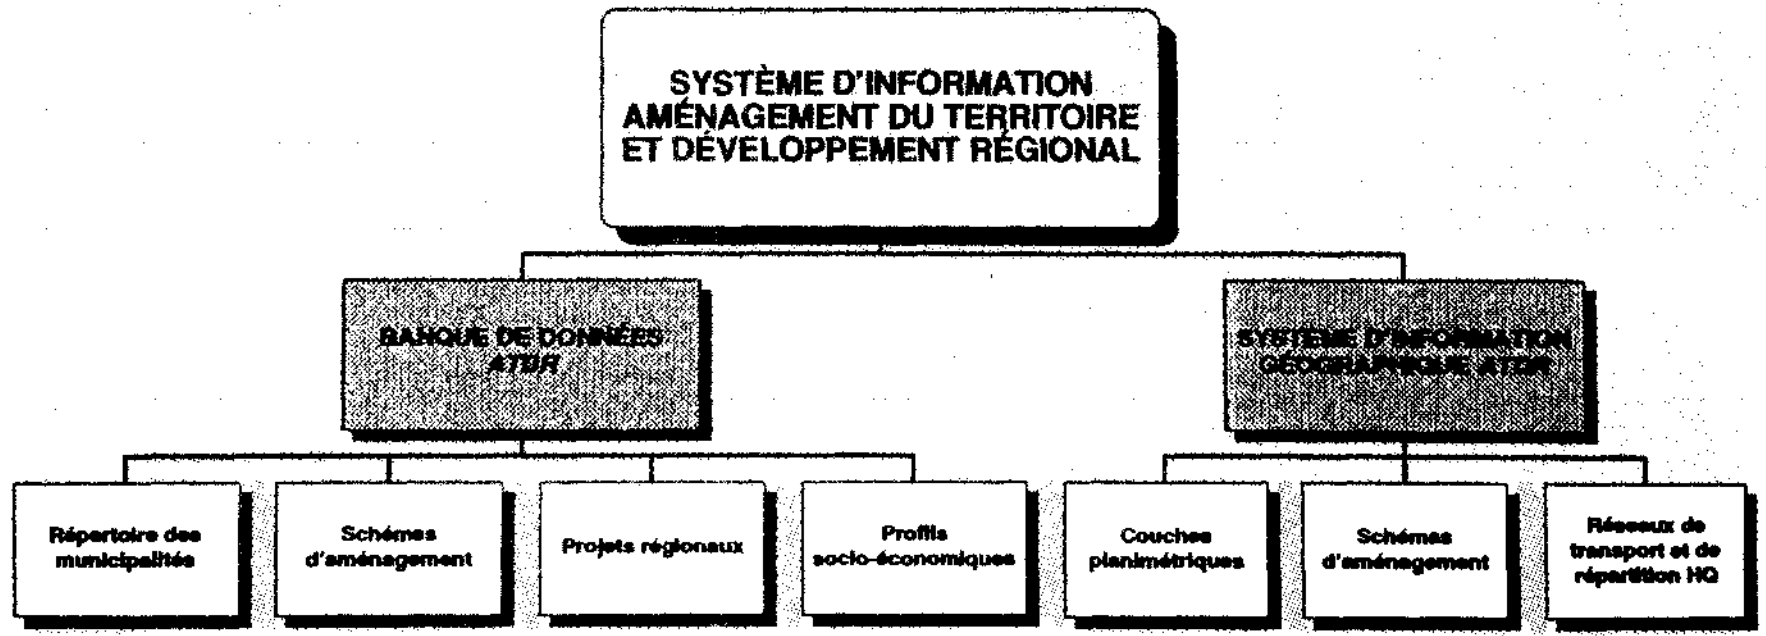 SYSTÈME D'INFORMATION
AMÉNAGEMENT DU TERRITOIRE
ET DÉVELOPPEMENT RÉGIONAL
BANQUE DE DONNÉES
ATDR
SYSTÈME D'INFORMATION
GÉOGRAPHIQUE ATDR
Répertoire des
municipalités
Schémas
d'aménagement
Projets régionaux
Profils
socio-économiques
Couches
planimétriques
Schémas
d'aménagement
Réseaux de
transport et de
répartition HQ